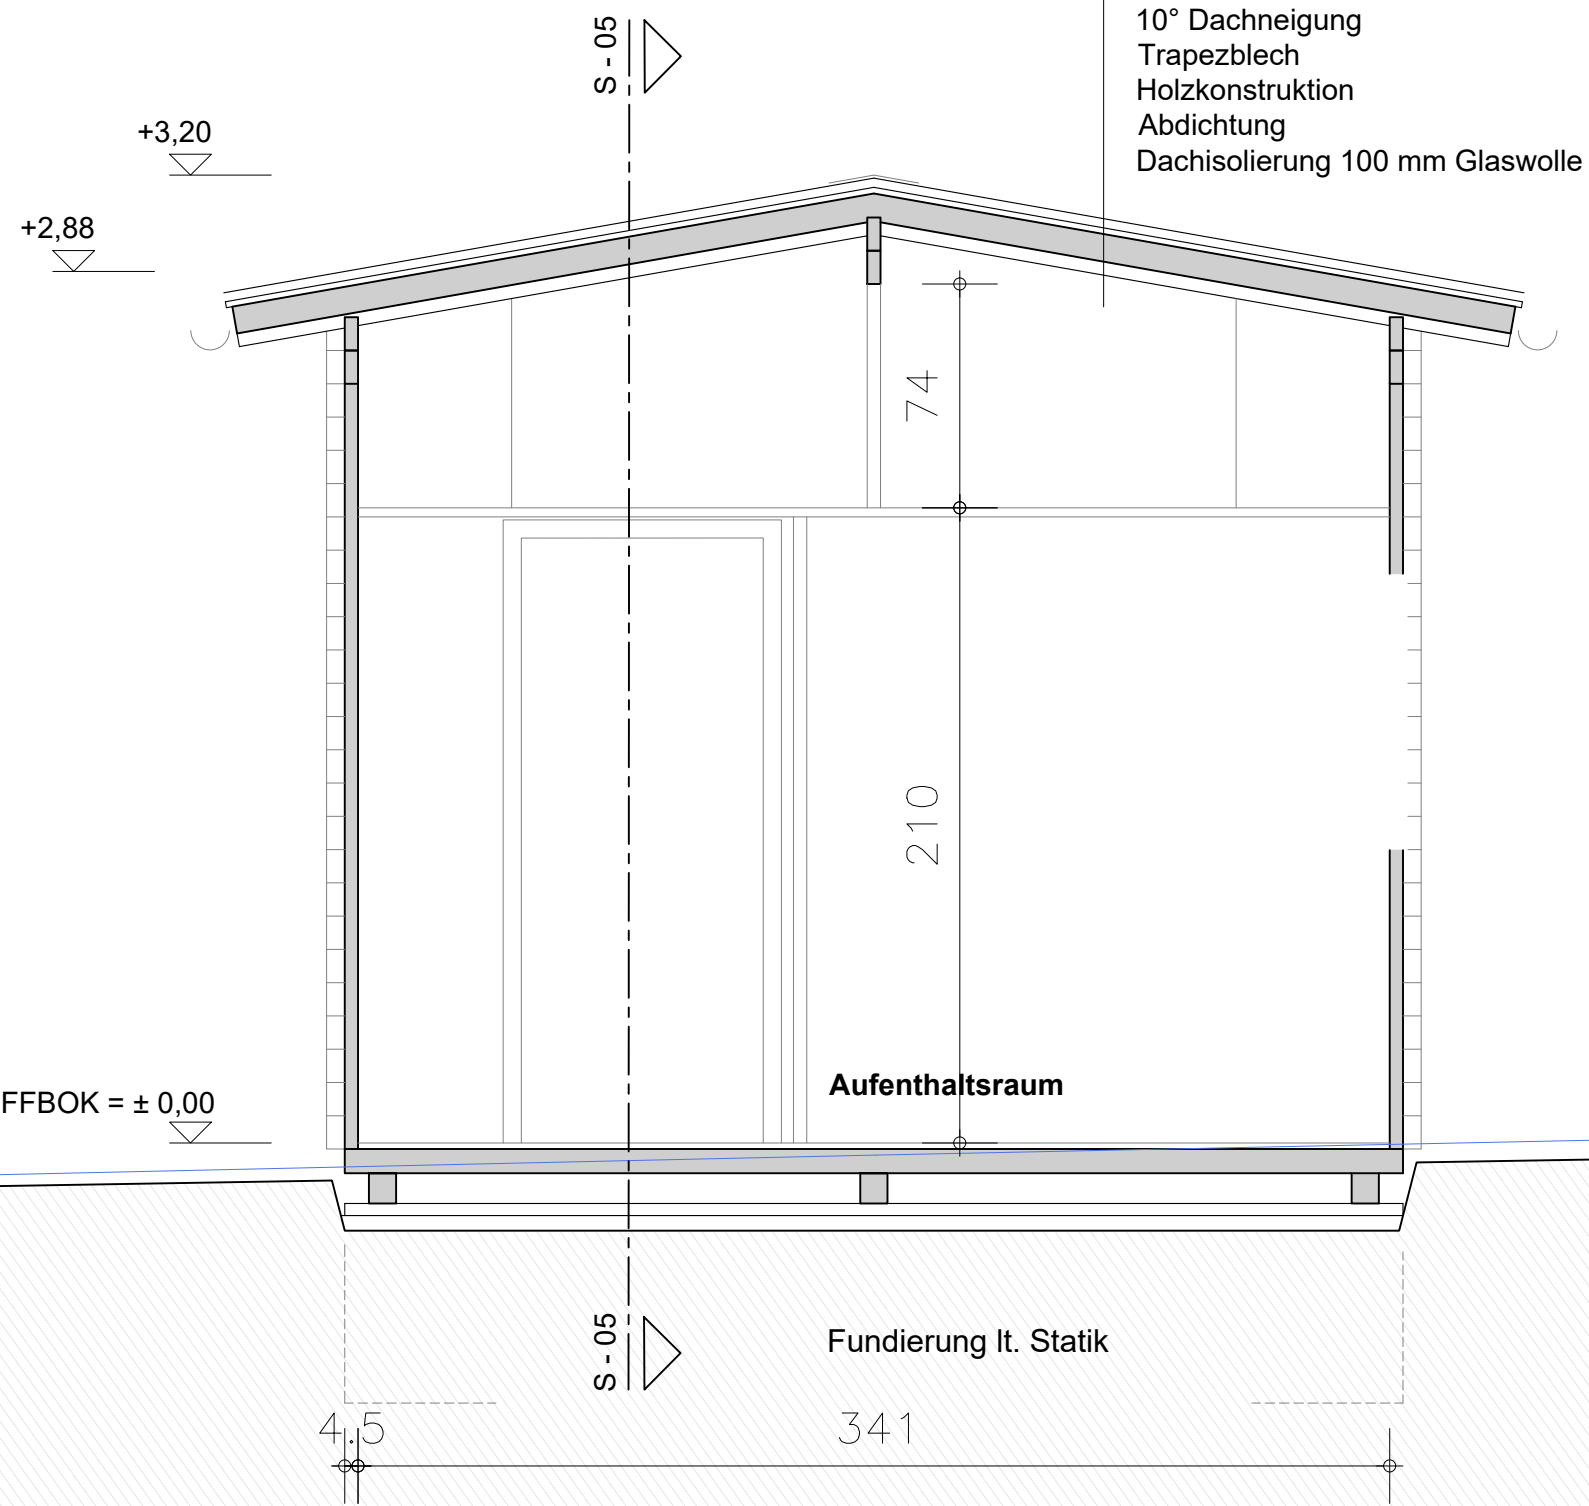 S - 05
10° Dachneigung
Trapezblech
Holzkonstruktion
Abdichtung
Dachisolierung 100 mm Glaswolle
+3,20
+2,88
74
210
Aufenthaltsraum
FFBOK = ± 0,00
S - 05
Fundierung lt. Statik
4.5
341